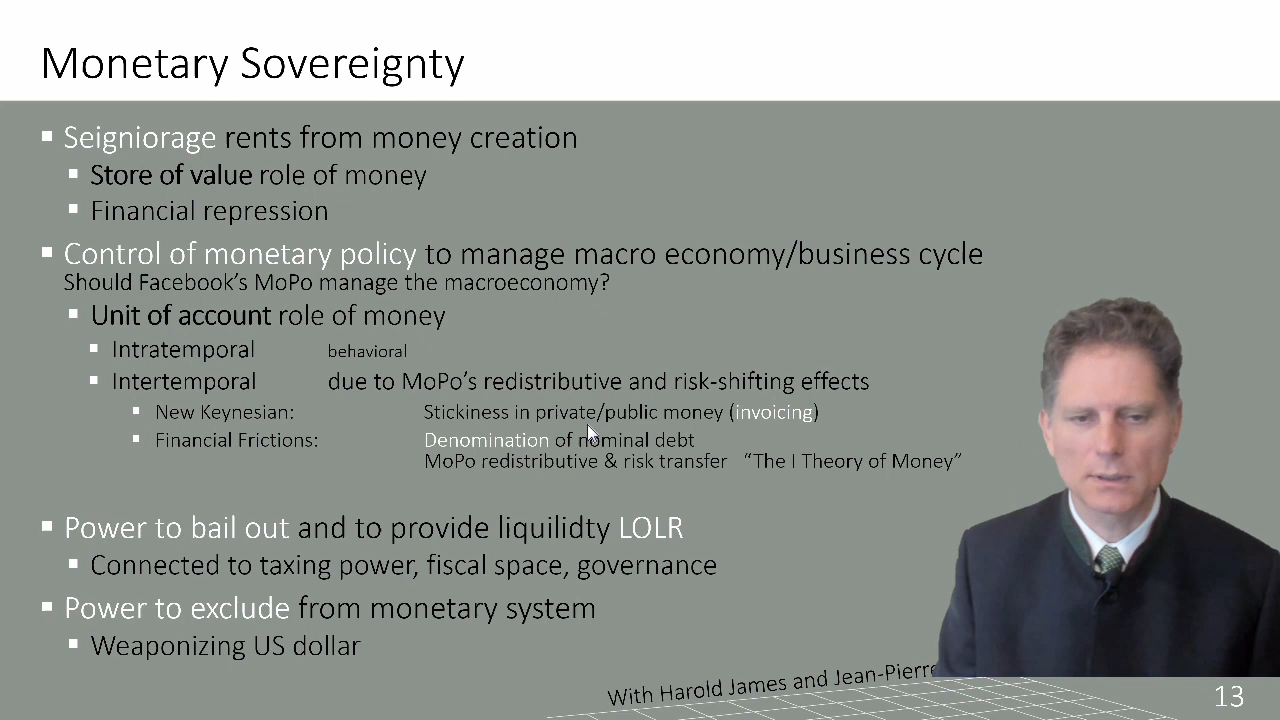 Monetary Sovereignty
Seigniorage rents from money creation
Store of value role of money
Financial repression
Control of monetary policy to manage macro economy/business cycle
Should Facebook's MoPo manage the macroeconomy?
Unit of account role of money
Intratemporal behavioral
Intertemporal due to MoPo's redistributive and risk-shifting effects
New Keynesian: Stickiness in private/public money (invoicing)
Financial Frictions: Denomination of nominal debt
MoPo redistributive & risk transfer "The I Theory of Money"
Power to bail out and to provide liquilidty LOLR
Connected to taxing power, fiscal space, governance
Power to exclude from monetary system
Weaponizing US dollar
With Harold James and Jean-Pierre
13